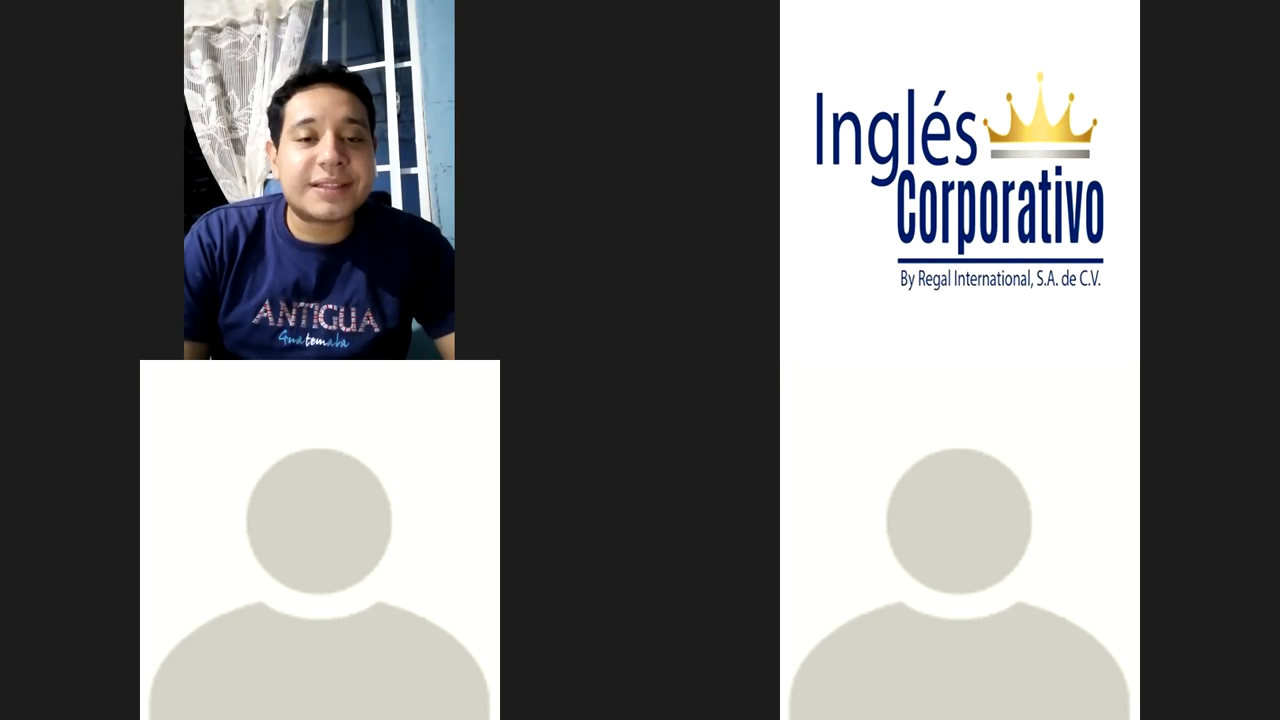 ANTIGUA
Guatemala
Inglés
Corporativo
By Regal International, S.A. de C.V.